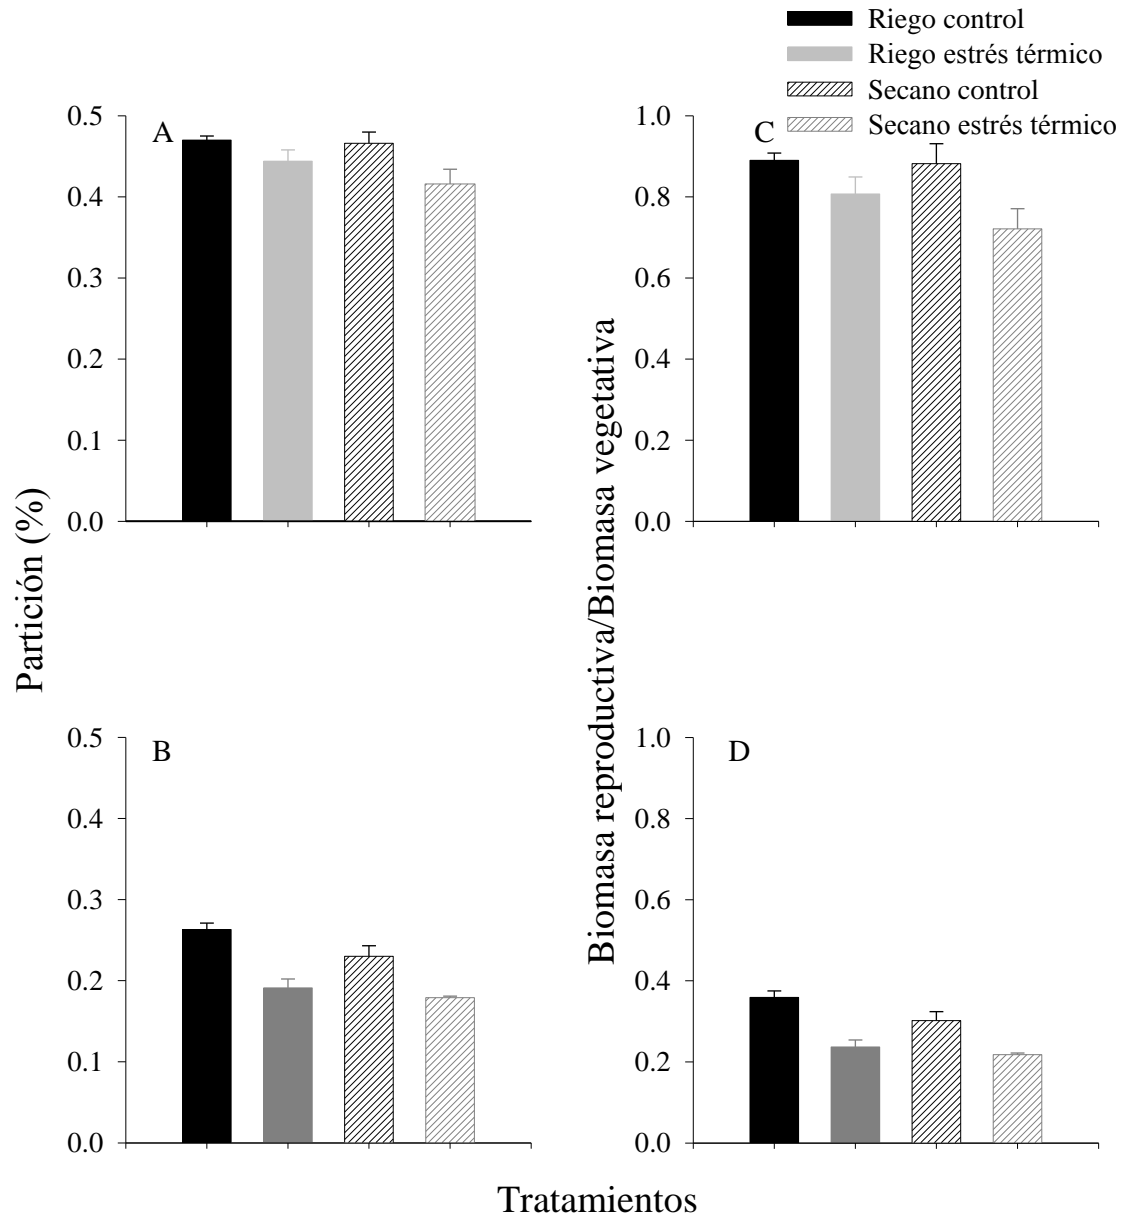 Riego control
Riego estrés térmico
Secano control
Secano estrés térmico
Partición (%)
0.5
0.4
0.3
0.2
0.1
0.0
A
Biomasa reproductiva/Biomasa vegetativa
1.0
0.8
0.6
0.4
0.2
0.0
C
0.5
0.4
0.3
0.2
0.1
0.0
B
1.0
0.8
0.6
0.4
0.2
0.0
D
Tratamientos